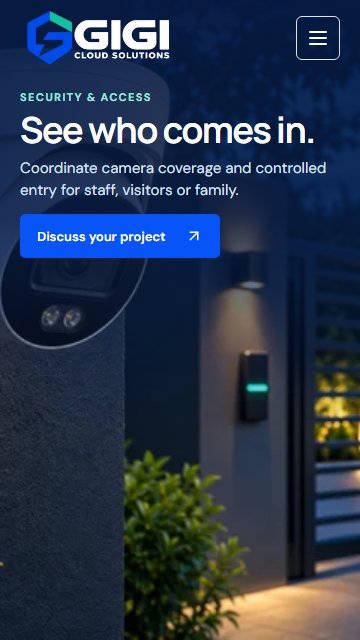 GIGI
CLOUD SOLUTIONS
SECURITY & ACCESS
See who comes in.
Coordinate camera coverage and controlled
entry for staff, visitors or family.
Discuss your project